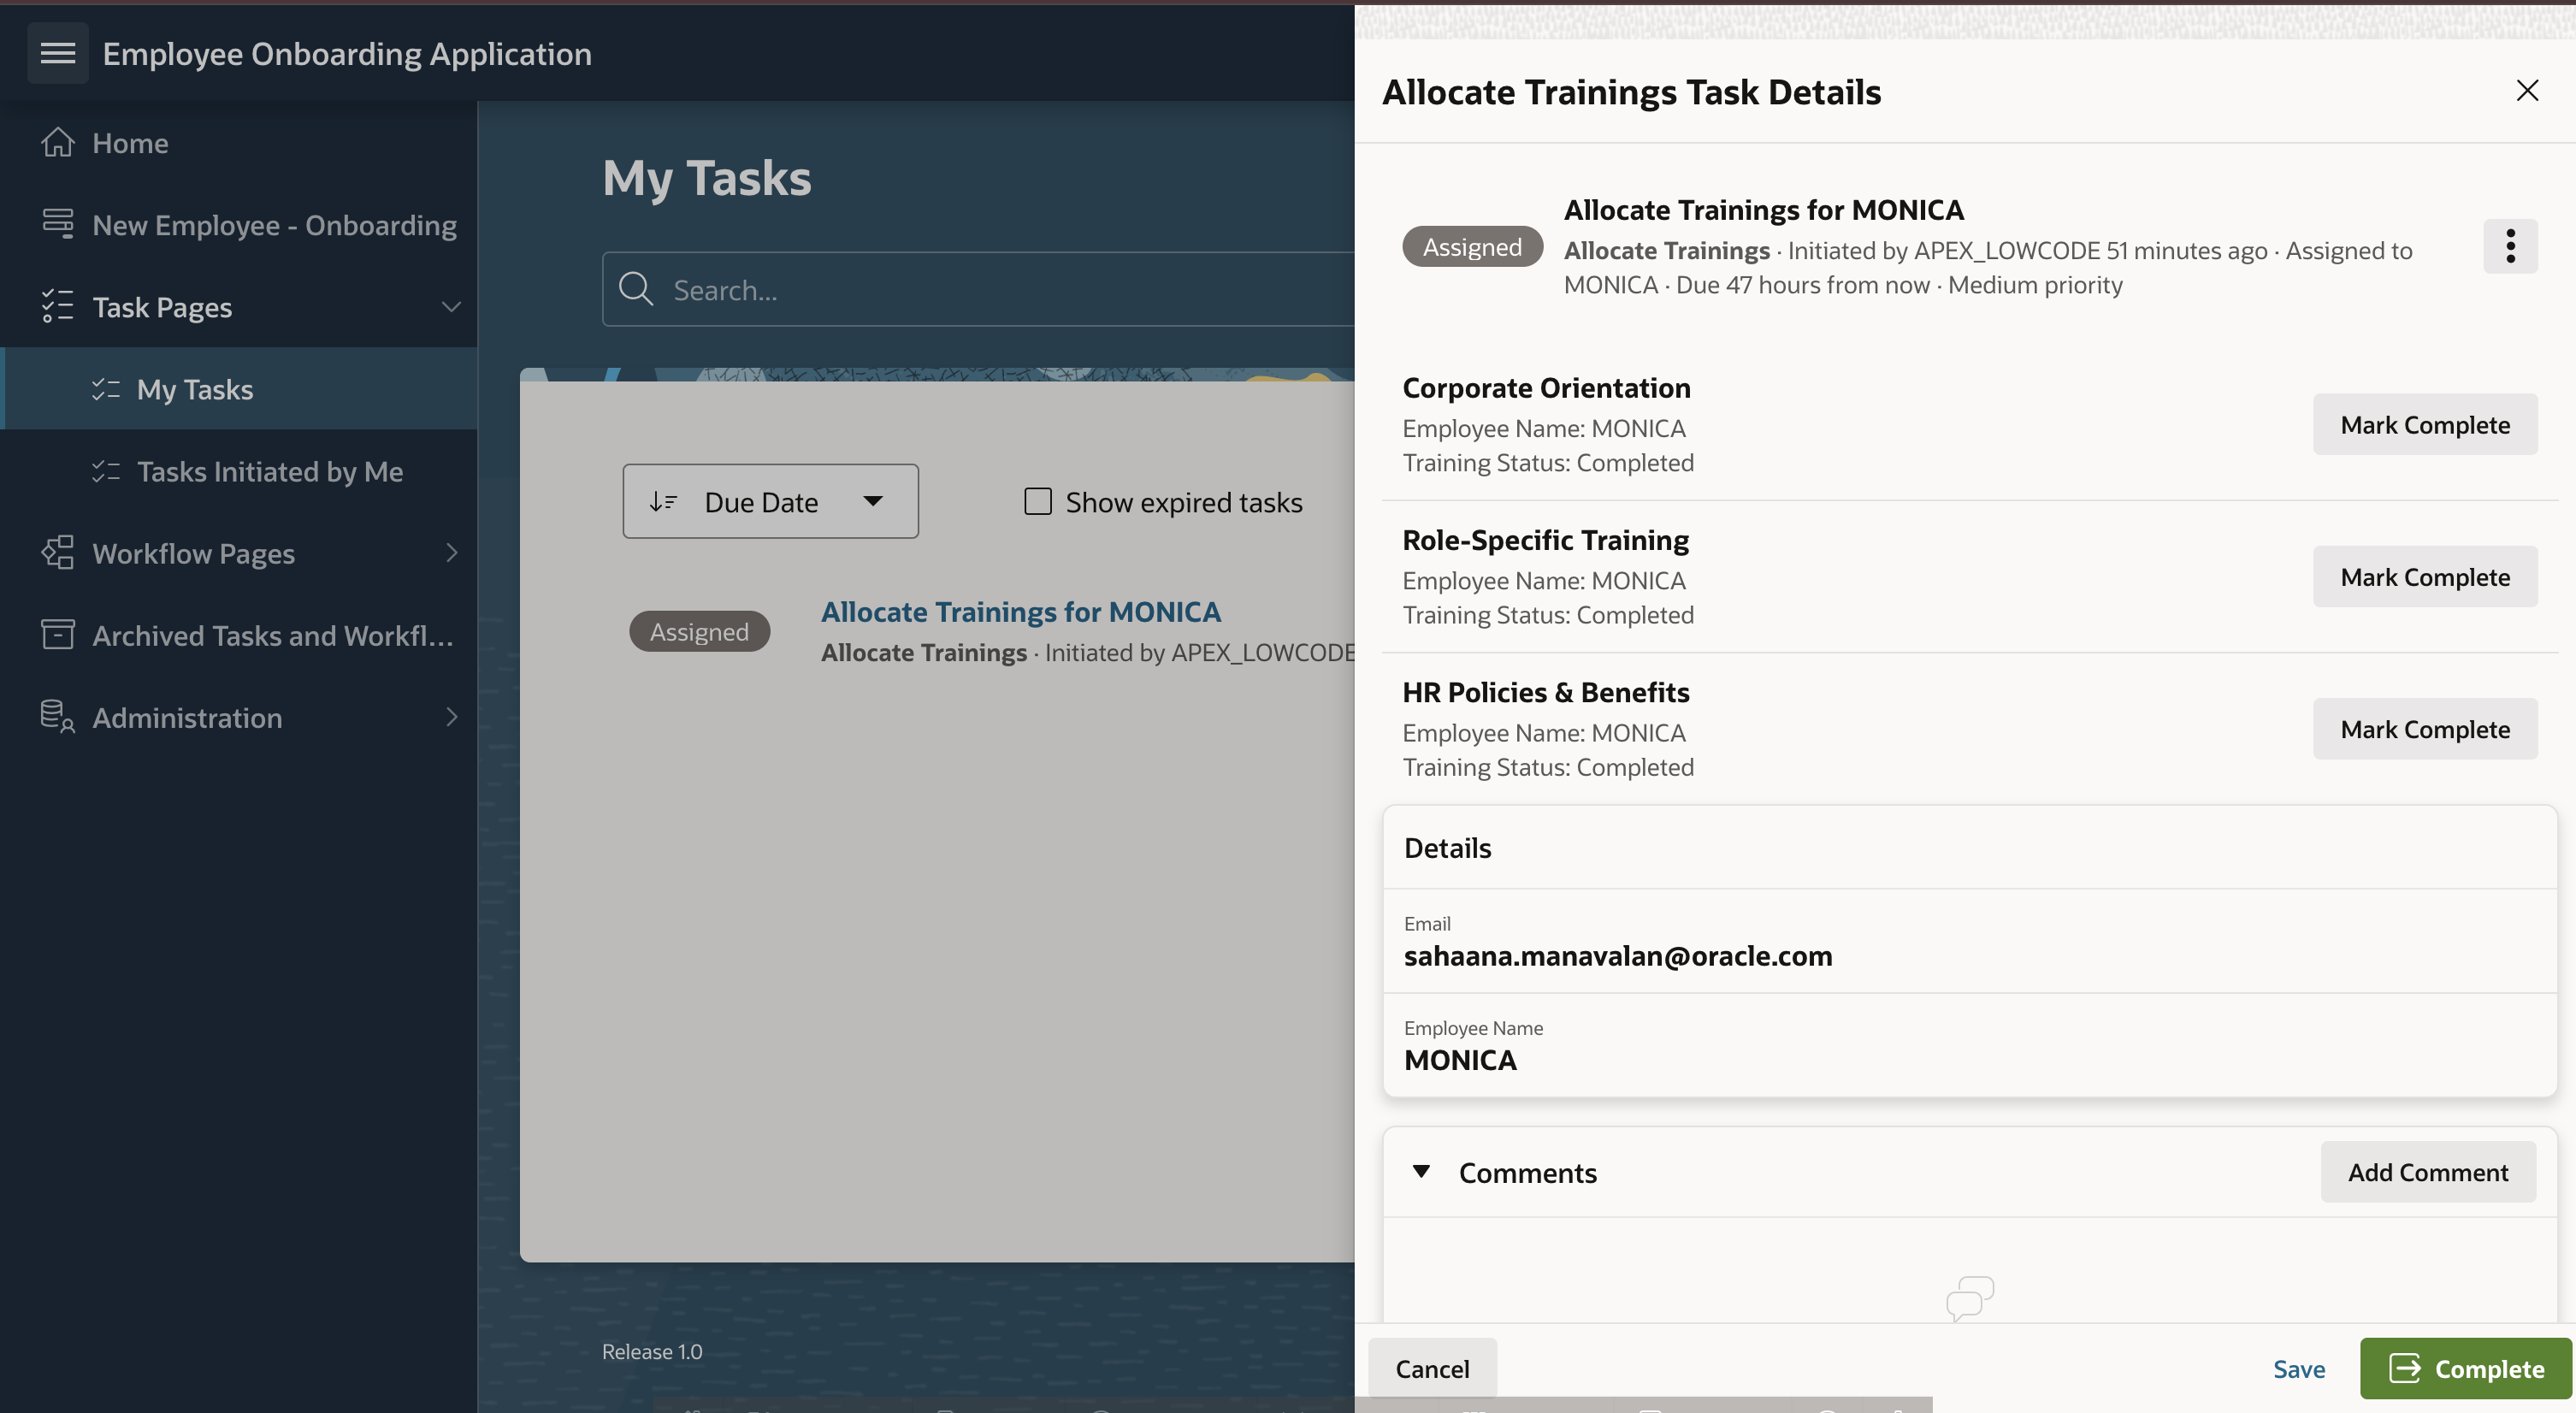 Employee Onboarding Application
Home
New Employee - Onboarding
Task Pages
My Tasks
Tasks Initiated by Me
Workflow Pages
Archived Tasks and Workfl...
Administration
My Tasks
Search...
Due Date
Show expired tasks
Assigned
Allocate Trainings for MONICA
Allocate Trainings · Initiated by APEX_LOWCODE
Release 1.0
Allocate Trainings Task Details
Assigned
Allocate Trainings for MONICA
Allocate Trainings · Initiated by APEX_LOWCODE 51 minutes ago · Assigned to
MONICA · Due 47 hours from now · Medium priority
Corporate Orientation
Employee Name: MONICA
Training Status: Completed
Mark Complete
Role-Specific Training
Employee Name: MONICA
Training Status: Completed
Mark Complete
HR Policies & Benefits
Employee Name: MONICA
Training Status: Completed
Mark Complete
Details
Email
sahaana.manavalan@oracle.com
Employee Name
MONICA
Comments
Add Comment
Cancel
Save
Complete